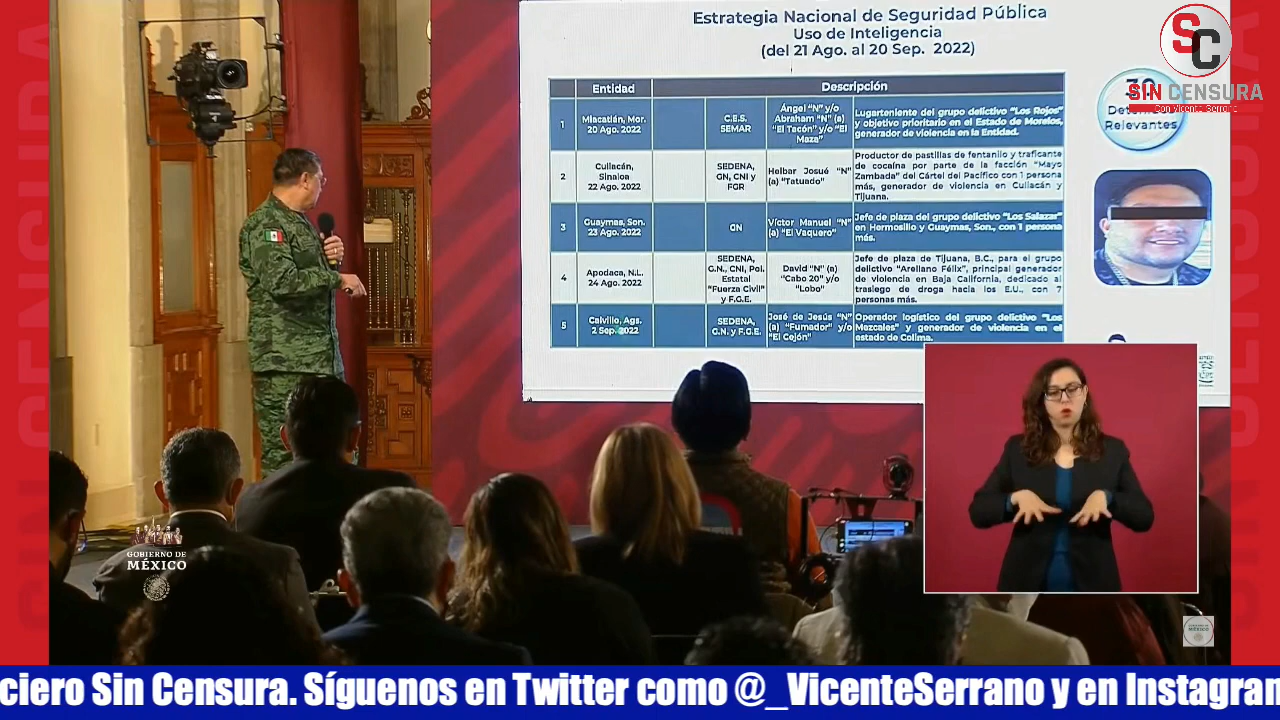 Estrategia Nacional de Seguridad Pública
Uso de Inteligencia
(del 21 Ago. al 20 Sep. 2022)
Entidad
Descripción
1
Miacatlán, Mor.
20 Ago. 2022
C.E.S.
SEMAR
Ángel “N” y/o
Abraham “N” (a)
“El Tacón” y/o “El
Maza”
Lugarteniente del grupo delictivo “Los Rojos”
y objetivo prioritario en el Estado de Morelos,
generador de violencia en la Entidad.
2
Culiacán,
Sinaloa
22 Ago. 2022
SEDENA,
GN, CNI y
FGR
Heibar Josué “N”
(a) “Tatuado”
Productor de pastillas de fentanilo y traficante
de cocaína por parte de la facción “Mayo
Zambada” del Cártel del Pacífico con 1 persona
más, generador de violencia en Culiacán y
Tijuana.
3
Guaymas, Son.
23 Ago. 2022
GN
Víctor Manuel “N”
(a) “El Vaquero”
Jefe de plaza del grupo delictivo “Los Salazar”
en Hermosillo y Guaymas, Son., con 1 persona
más.
4
Apodaca, N.L.
24 Ago. 2022
SEDENA,
G.N., CNI, Pol.
Estatal
“Fuerza Civil”
y F.G.E.
David “N” (a)
“Cabo 20” y/o
“Lobo”
Jefe de plaza de Tijuana, B.C., para el grupo
delictivo “Arellano Félix”, principal generador
de violencia en Baja California, dedicado al
trasiego de droga hacia los E.U., con 7
personas más.
5
Calvillo, Ags.
2 Sep. 2022
SEDENA,
G.N. y F.G.E.
José de Jesús “N”
(a) “Fumador” y/o
“El Cejón”
Operador logístico del grupo delictivo “Los
Mezcales” y generador de violencia en el
estado de Colima.
Relevantes
SC
SIN CENSURA
Con Vicente Serrano
SIN CENSURA
SIN CENSURA
GOBIERNO DE
MÉXICO
ciero Sin Censura. Síguenos en Twitter como @_VicenteSerrano y en Instagran